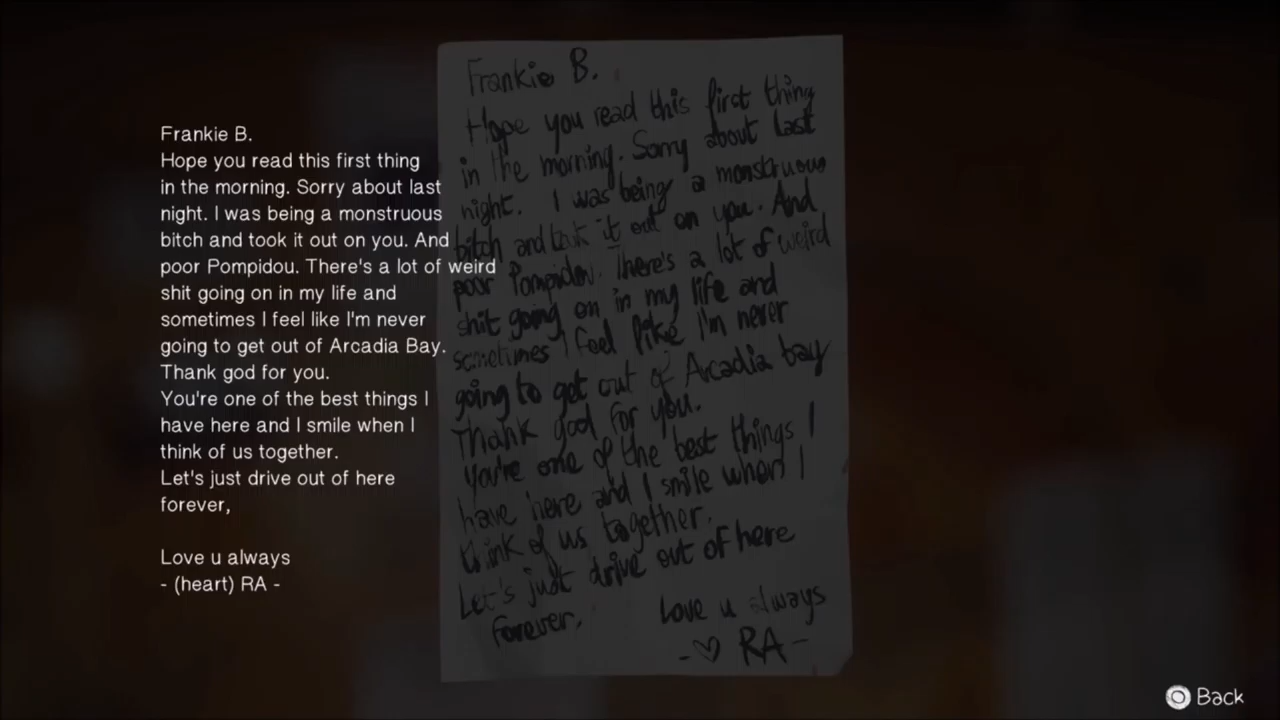 Frankie B.
Hope you read this first thing
in the morning. Sorry about last
night. I was being a monstruous
bitch and took it out on you. And
poor Pompidou. There's a lot of weird
shit going on in my life and
sometimes I feel like I'm never
going to get out of Arcadia Bay.
Thank god for you.
You're one of the best things I
have here and I smile when I
think of us together.
Let's just drive out of here
forever,
Love u always
- (heart) RA -
Frankie B.
Hope you read this first thing
in the morning. Sorry about last
night. I was being a monstruous
bitch and took it out on you. And
poor Pompidou. There's a lot of weird
shit going on in my life and
sometimes I feel like I'm never
going to get out of Arcadia bay
Thank god for you.
You're one of the best things I
have here and I smile when I
think of us together.
Let's just drive out of here
forever,
Love u always
- ♡ RA -
Back